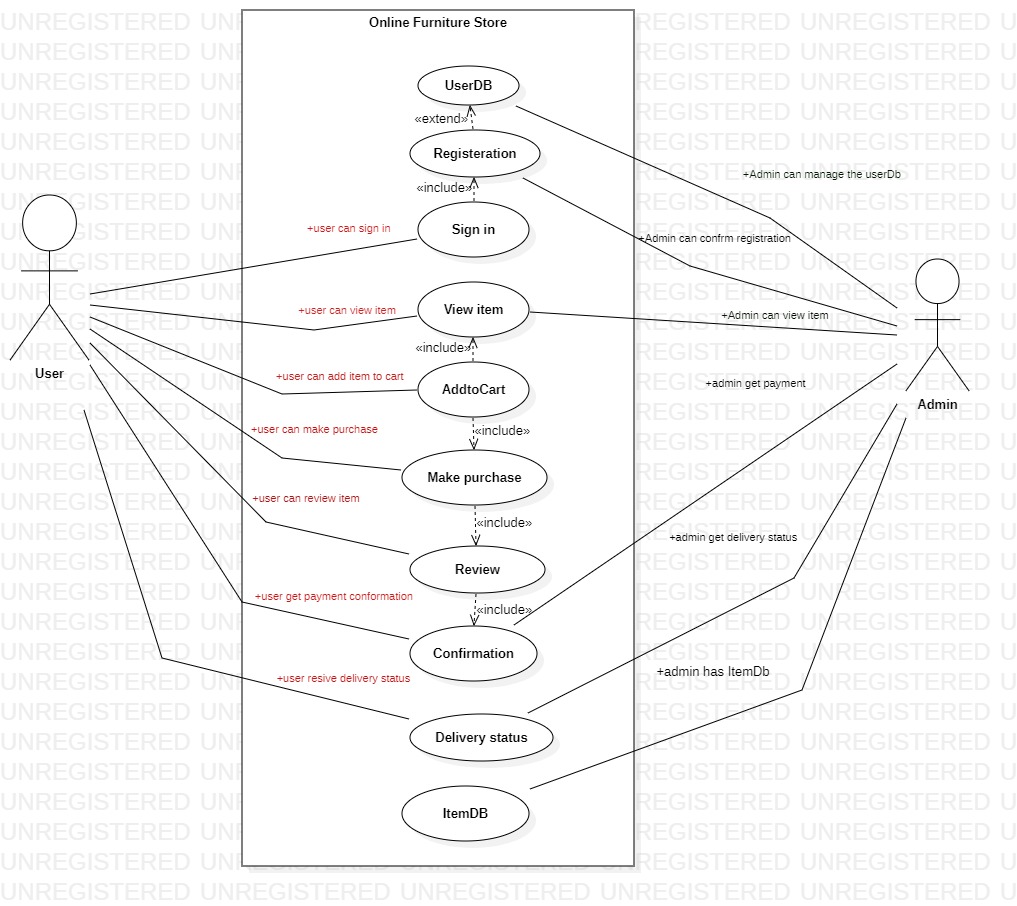 Online Furniture Store
UserDB
«extend»
+Admin can manage the userDb
Registeration
«include»
Sign in
+user can sign in
+Admin can confrm registration
View item
+user can view item
+Admin can view item
«include»
User
+user can add item to cart
AddtoCart
+admin get payment
Admin
+user can make purchase
«include»
Make purchase
+user can review item
«include»
+admin get delivery status
Review
+user get payment conformation
«include»
Confirmation
+user resive delivery status
+admin has ItemDb
Delivery status
ItemDB
UNREGISTERED